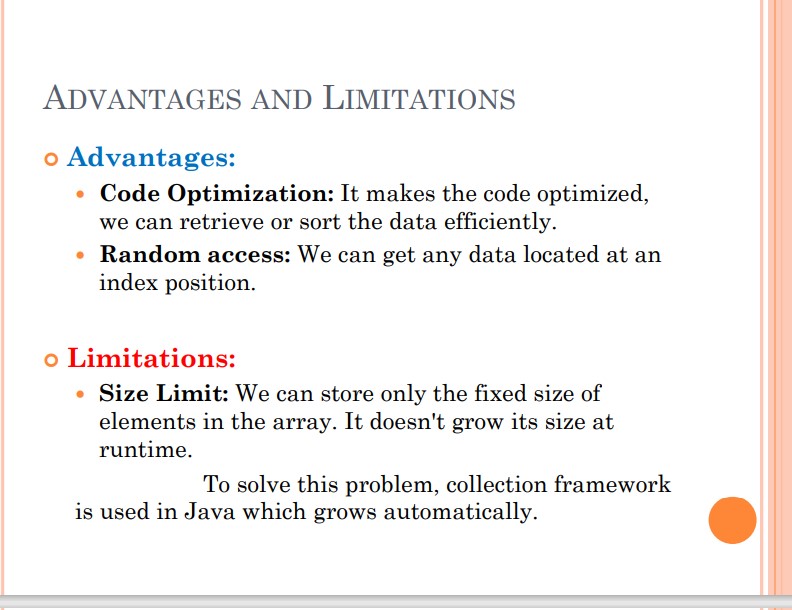 ADVANTAGES AND LIMITATIONS
Advantages:
Code Optimization: It makes the code optimized,
we can retrieve or sort the data efficiently.
Random access: We can get any data located at an
index position.
Limitations:
Size Limit: We can store only the fixed size of
elements in the array. It doesn't grow its size at
runtime.
To solve this problem, collection framework
is used in Java which grows automatically.